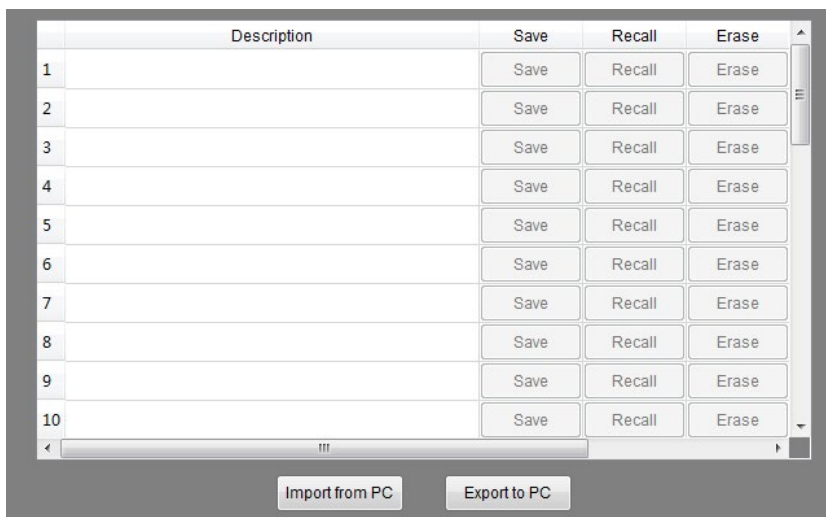 Description Save Recall Erase
1 Save Recall Erase
2 Save Recall Erase
3 Save Recall Erase
4 Save Recall Erase
5 Save Recall Erase
6 Save Recall Erase
7 Save Recall Erase
8 Save Recall Erase
9 Save Recall Erase
10 Save Recall Erase
Import from PC Export to PC